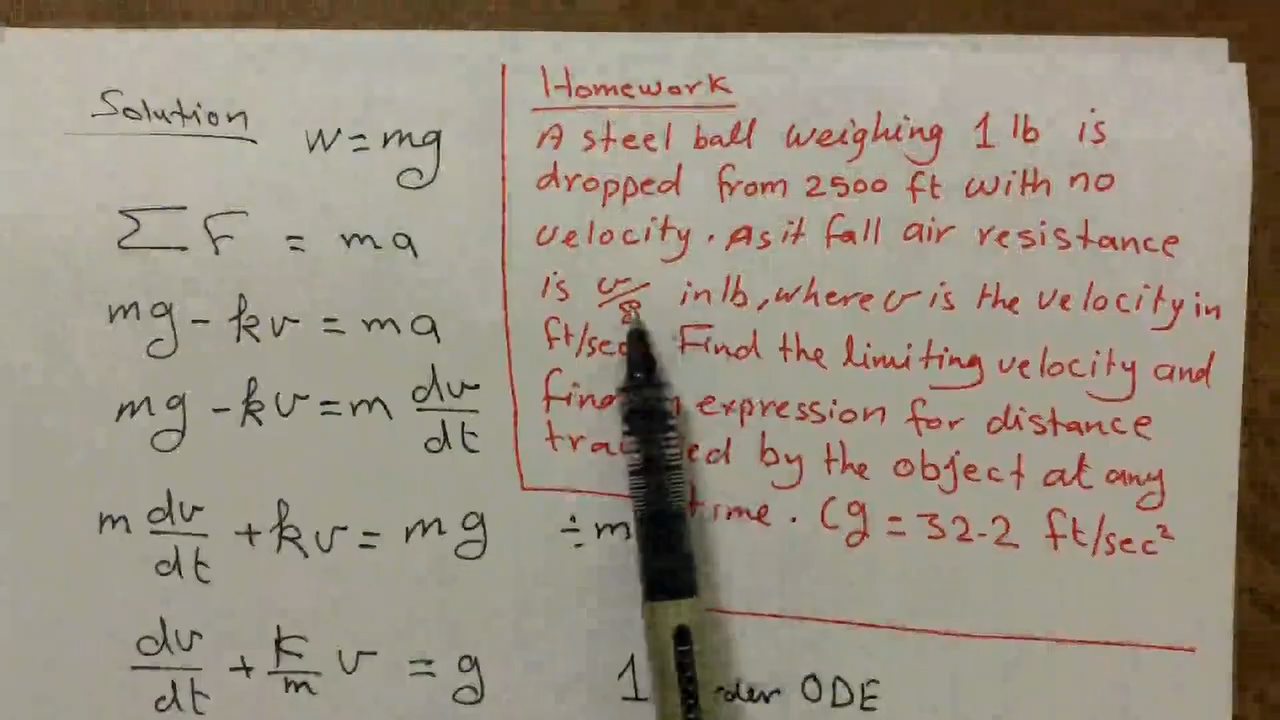 Solution
W=mg
∑F = ma
mg-kv=ma
mg-kv=m dv/dt
m dv/dt +kv= mg ÷m
dv/dt + k/m v = g
1 ODE
Homework
A steel ball weighing 1 lb is
dropped from 2500 ft with no
velocity. As it fall air resistance
is v/8 in lb, where v is the velocity in
ft/sec Find the limiting velocity and
expression for distance
by the object at any
time. (g = 32.2 ft/sec²